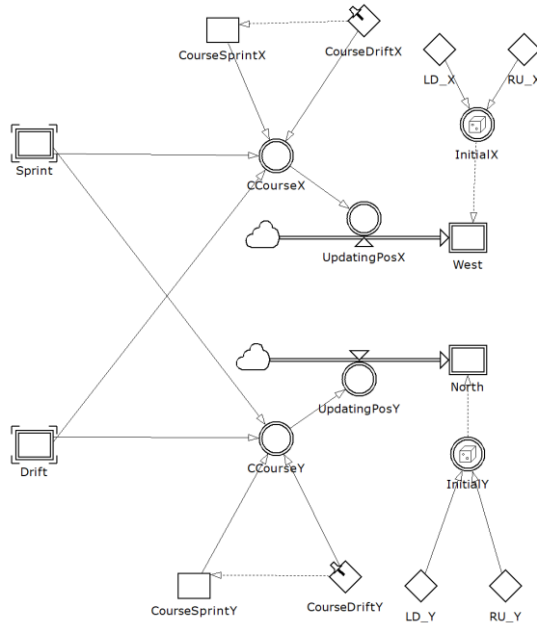 CourseSprintX
CourseDriftX
LD_X
RU_X
Sprint
InitialX
CCourseX
UpdatingPosX
West
North
UpdatingPosY
Drift
CCourseY
InitialY
CourseSprintY
CourseDriftY
LD_Y
RU_Y